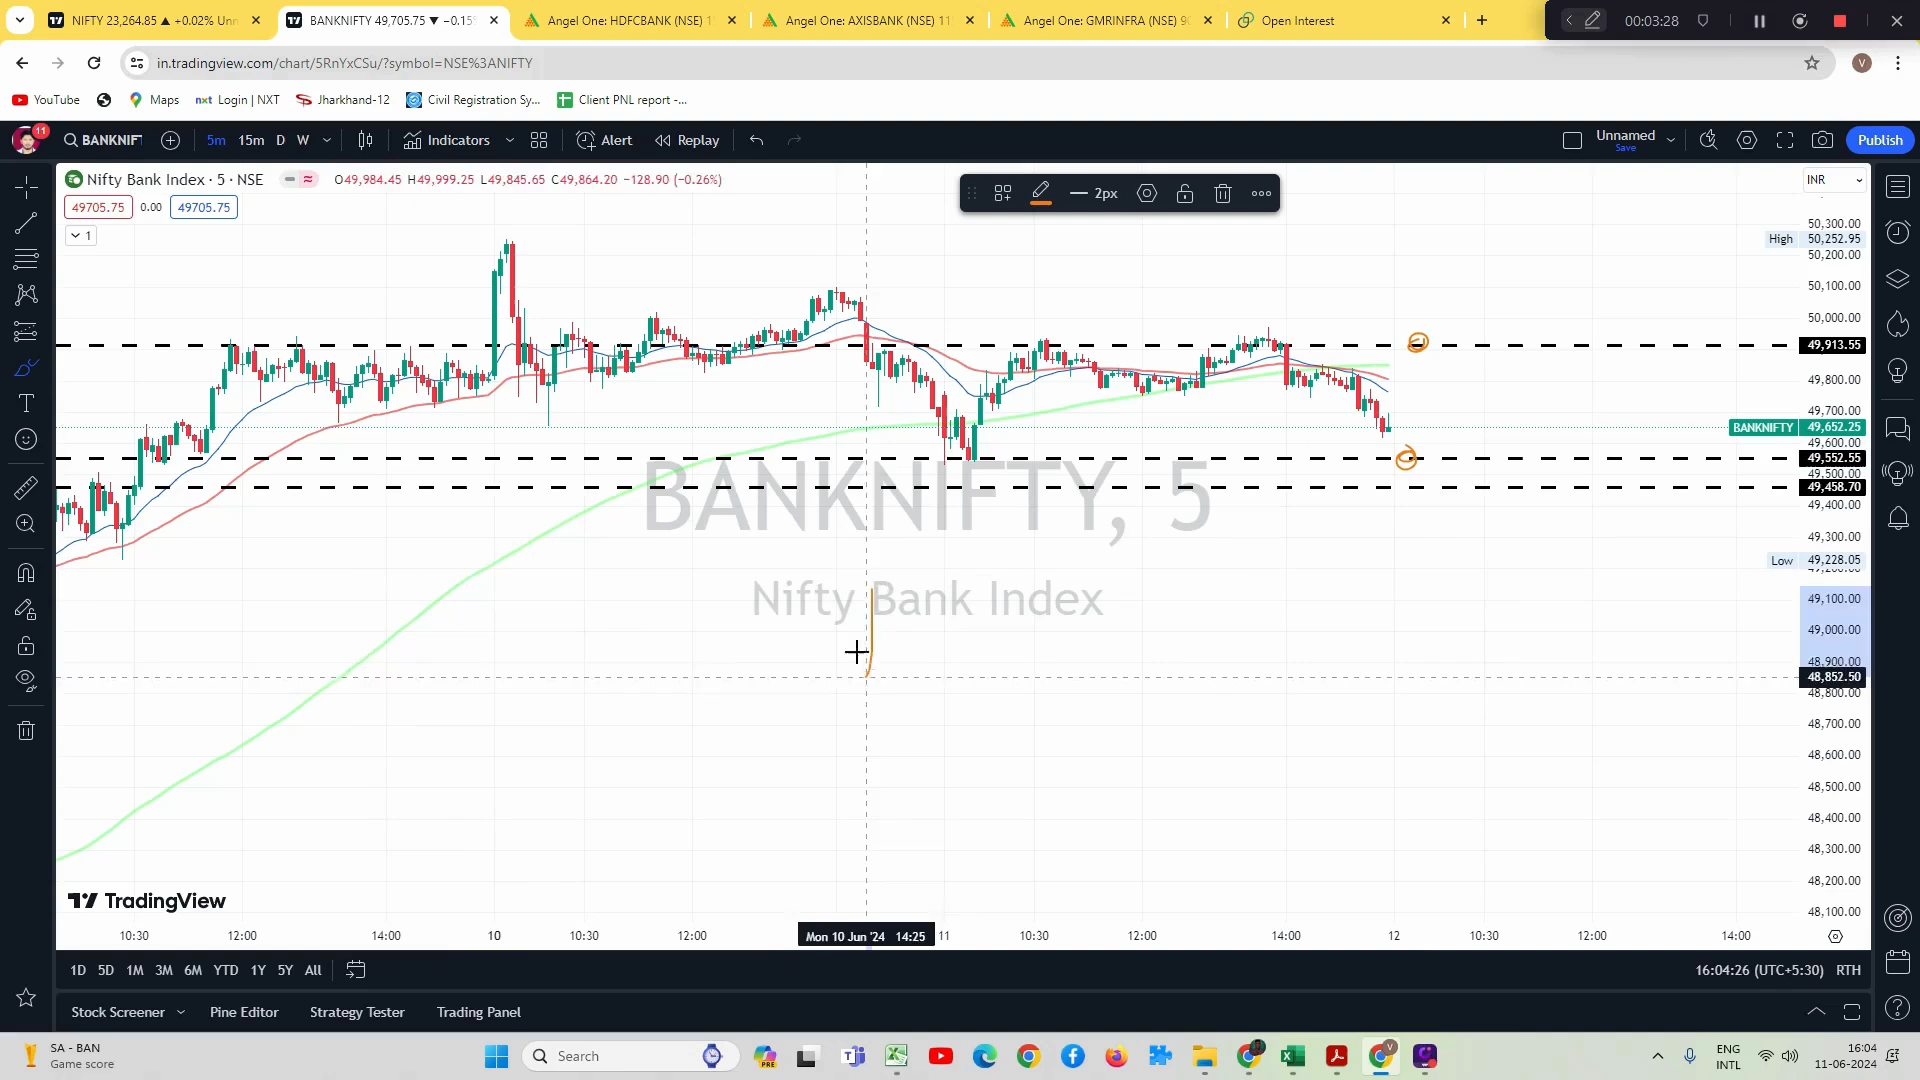 NIFTY 23,264.85 ▲ +0.02% Unn
BANKNIFTY 49,705.75 ▼ −0.15%
Angel One: HDFCBANK (NSE) 1
Angel One: AXISBANK (NSE) 11
Angel One: GMRINFRA (NSE) 90
Open Interest
00:03:28
in.tradingview.com/chart/5RnYxCSu/?symbol=NSE%3ANIFTY
V
YouTube
Maps
nxt Login | NXT
Jharkhand-12
Civil Registration Sy...
Client PNL report -...
11
BANKNIFT
5m
15m
D
W
Indicators
Alert
Replay
Unnamed
Save
Publish
Nifty Bank Index · 5 · NSE
O49,984.45 H49,999.25 L49,845.65 C49,864.20 −128.90 (−0.26%)
49705.75 0.00 49705.75
1
2px
INR
50,300.00
High 50,252.95
50,200.00
50,100.00
50,000.00
49,913.55
49,800.00
49,700.00
BANKNIFTY 49,652.25
49,600.00
49,552.55
49,500.00
49,458.70
49,400.00
49,300.00
Low 49,228.05
49,100.00
49,000.00
48,900.00
48,852.50
48,800.00
48,700.00
48,600.00
48,500.00
48,400.00
48,300.00
48,200.00
48,100.00
BANKNIFTY, 5
Nifty Bank Index
TradingView
10:30 12:00 14:00 10 10:30 12:00 Mon 10 Jun '24 14:25 11 10:30 12:00 14:00 12 10:30 12:00 14:00
1D 5D 1M 3M 6M YTD 1Y 5Y All
16:04:26 (UTC+5:30) RTH
Stock Screener
Pine Editor
Strategy Tester
Trading Panel
SA - BAN
Game score
Search
PRE
ENG
INTL
16:04
11-06-2024